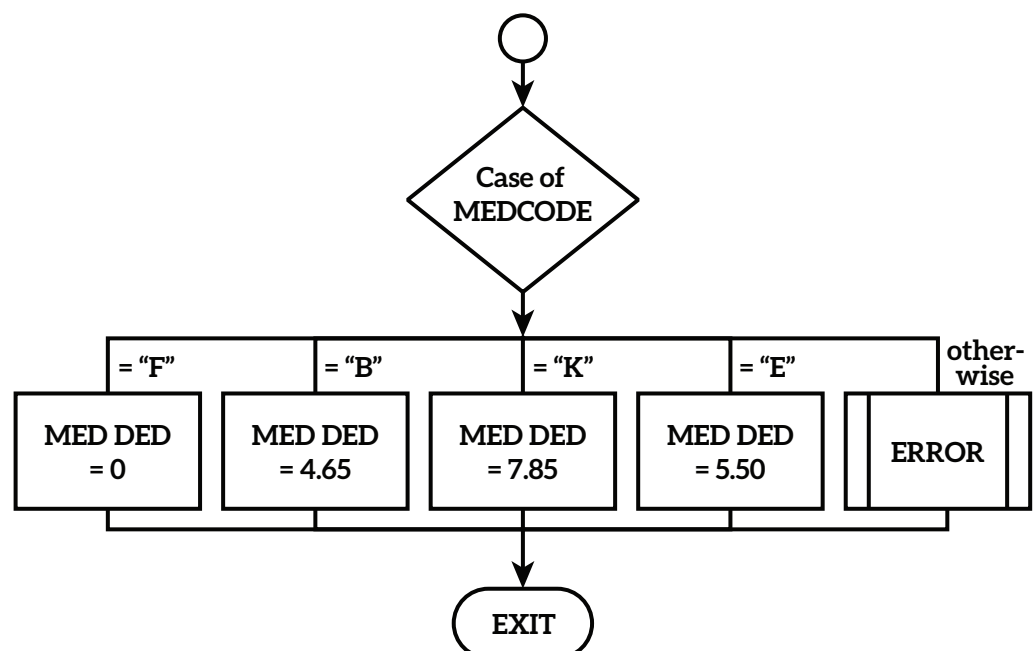 Case of
MEDCODE
= “F”
= “B”
= “K”
= “E”
other-
wise
MED DED
= 0
MED DED
= 4.65
MED DED
= 7.85
MED DED
= 5.50
ERROR
EXIT